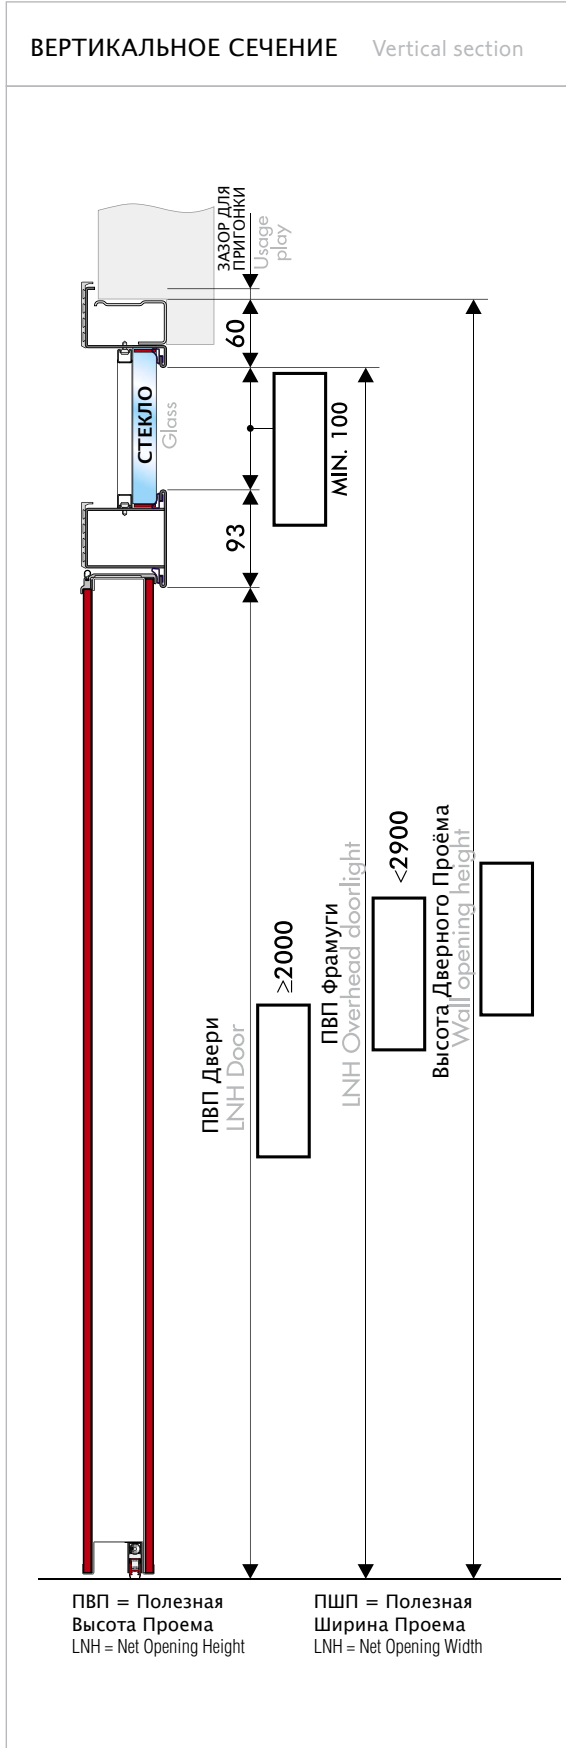 ВЕРТИКАЛЬНОЕ СЕЧЕНИЕ Vertical section
ЗАЗОР ДЛЯ
ПРИГОНКИ
Usage
play
60
СТЕКЛО
Glass
MIN. 100
93
ПВП Двери
LNH Door
≥2000
ПВП Фрамуги
LNH Overhead doorlight
<2900
Высота Дверного Проёма
Wall opening height
ПВП = Полезная
Высота Проема
LNH = Net Opening Height
ПШП = Полезная
Ширина Проема
LNH = Net Opening Width